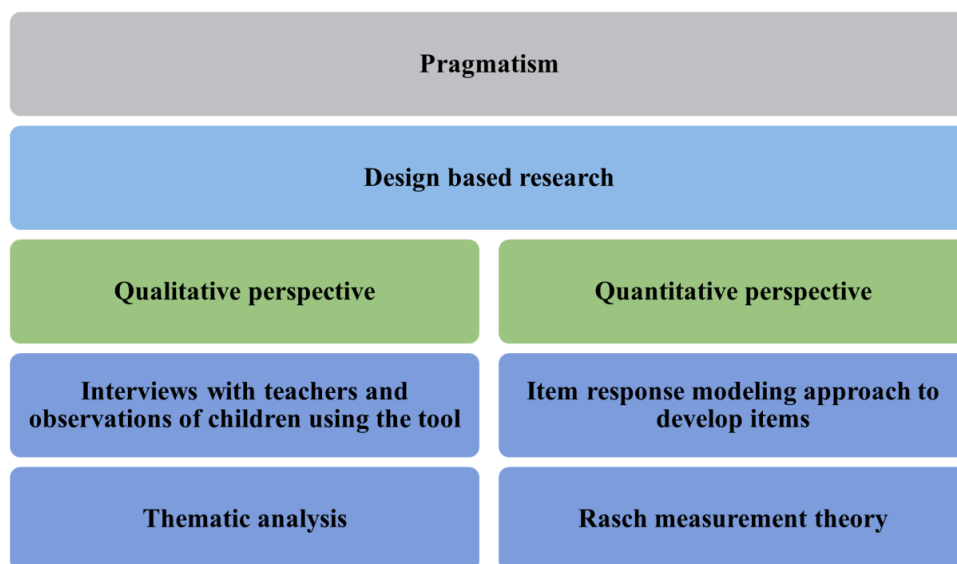 Pragmatism
Design based research
Qualitative perspective
Quantitative perspective
Interviews with teachers and
observations of children using the tool
Item response modeling approach to
develop items
Thematic analysis
Rasch measurement theory